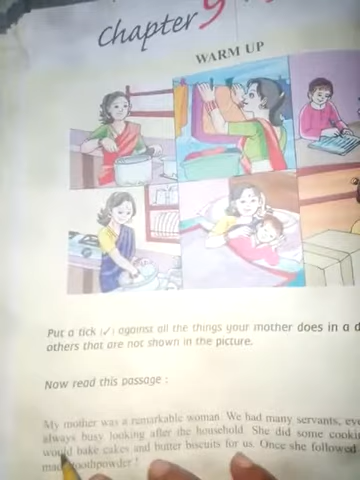 Chapter 9
WARM UP
Put a tick (✓) against all the things your mother does in a d
others that are not shown in the picture.
Now read this passage :
My mother was a remarkable woman. We had many servants, eve
always busy looking after the household. She did some cooki
would bake cakes and butter biscuits for us. Once she followed
mad toothpowder !